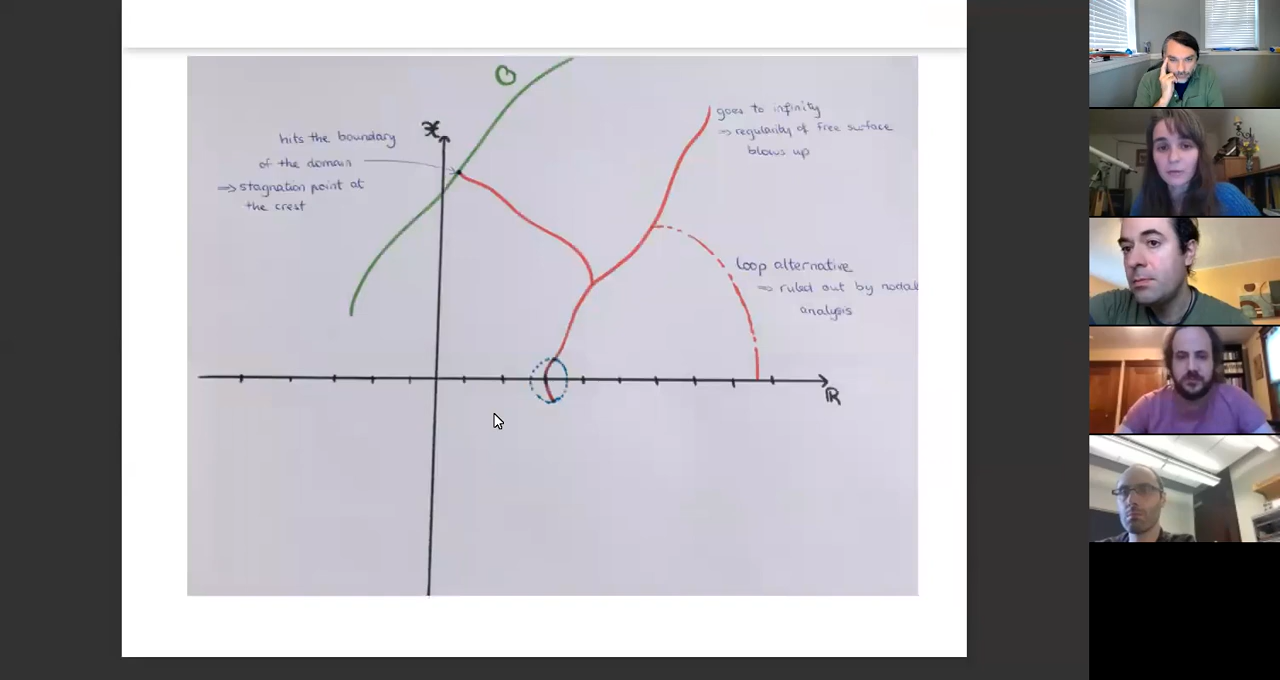 O
goes to infinity
⇒ regularity of free surface
blows up
X
hits the boundary
of the domain
⇒ stagnation point at
the crest
loop alternative
⇒ ruled out by nodal
analysis
R